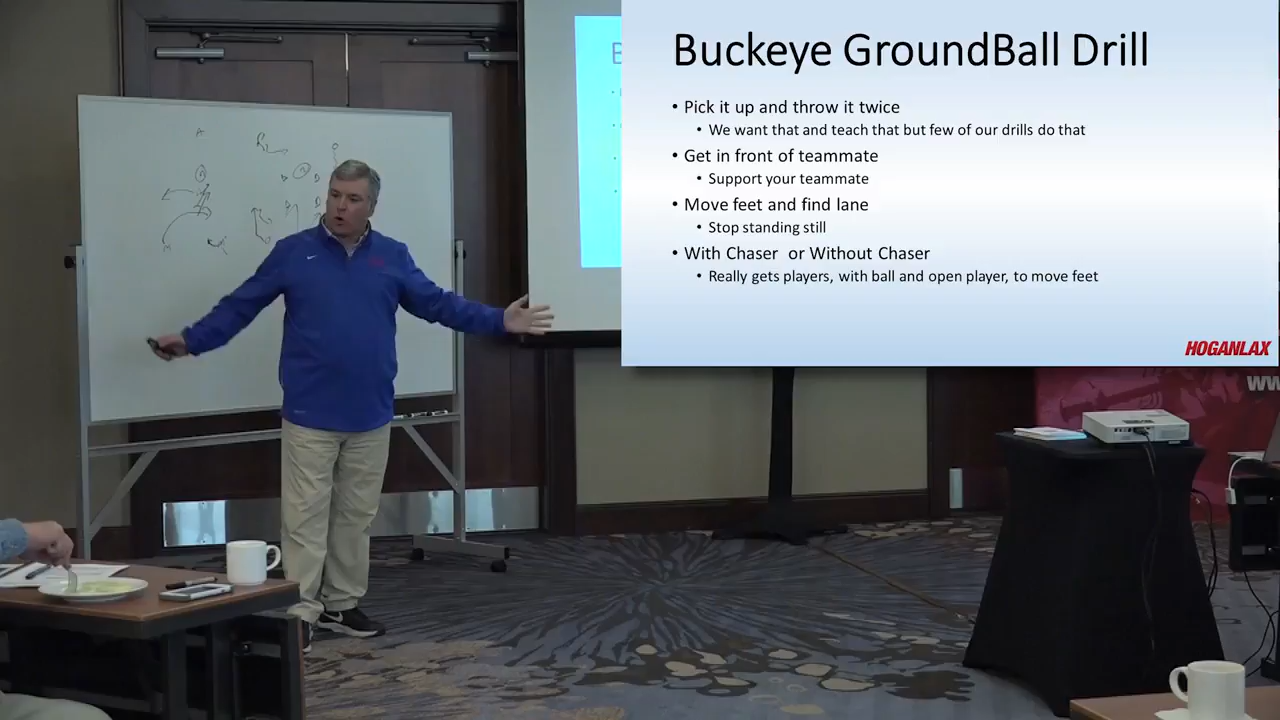 Buckeye GroundBall Drill
• Pick it up and throw it twice
• We want that and teach that but few of our drills do that
• Get in front of teammate
• Support your teammate
• Move feet and find lane
• Stop standing still
• With Chaser or Without Chaser
• Really gets players, with ball and open player, to move feet
HOGANLAX
ww